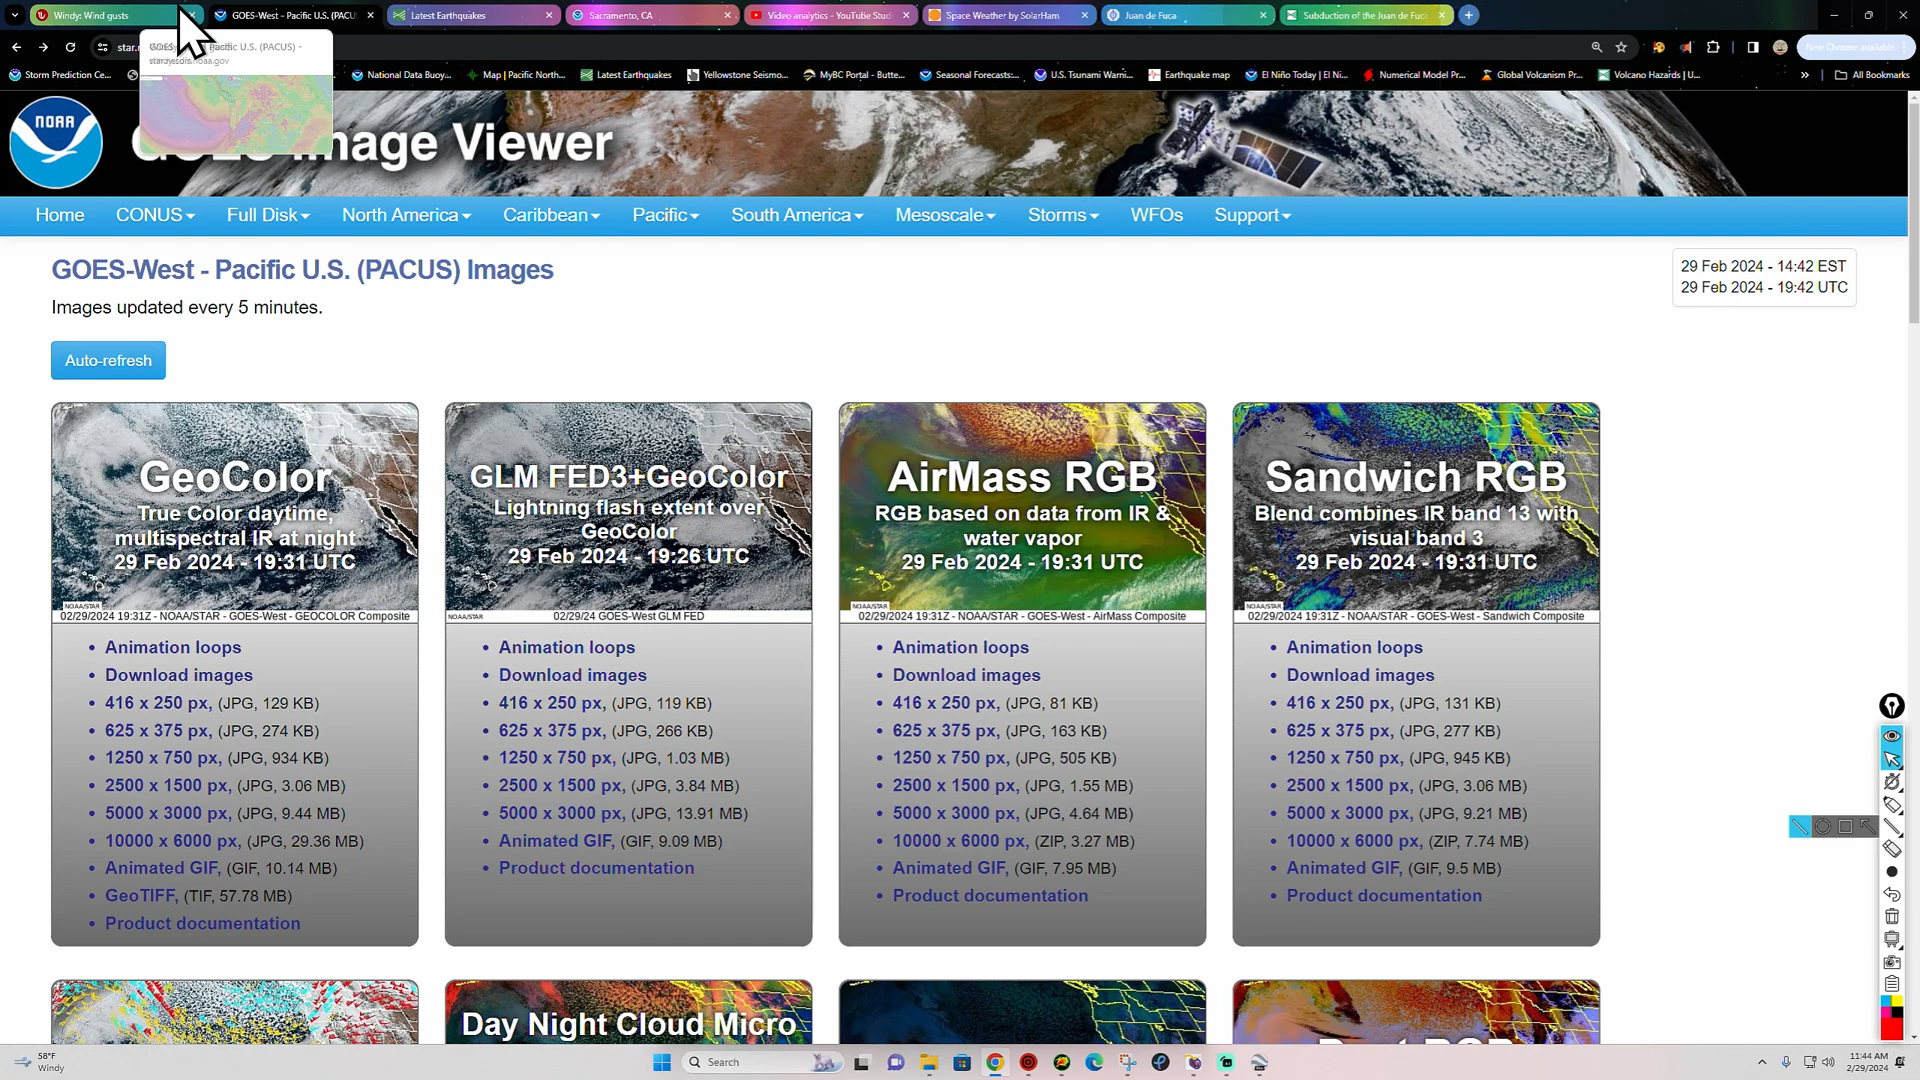 Windy: Wind gusts
GOES-West - Pacific U.S. (PACUS
Latest Earthquakes
Sacramento, CA
Video analytics - YouTube Studi
Space Weather by SolarHam
Juan de Fuca
Subduction of the Juan de Fuca
star.n
New Chrome available
Pacific U.S. (PACUS) -
Storm Prediction Ce...
National Data Buoy...
Map | Pacific North...
Latest Earthquakes
Yellowstone Seismo...
MyBC Portal - Butte...
Seasonal Forecasts:...
U.S. Tsunami Warni...
Earthquake map
El Niño Today | El Ni...
Numerical Model Pr...
Global Volcanism Pr...
Volcano Hazards | U...
All Bookmarks
NOAA
Image Viewer
Home
CONUS
Full Disk
North America
Caribbean
Pacific
South America
Mesoscale
Storms
WFOs
Support
GOES-West - Pacific U.S. (PACUS) Images
29 Feb 2024 - 14:42 EST
29 Feb 2024 - 19:42 UTC
Images updated every 5 minutes.
Auto-refresh
GeoColor
True Color daytime,
multispectral IR at night
29 Feb 2024 - 19:31 UTC
NOAA/STAR
02/29/2024 19:31Z - NOAA/STAR - GOES-West - GEOCOLOR Composite
Animation loops
Download images
416 x 250 px, (JPG, 129 KB)
625 x 375 px, (JPG, 274 KB)
1250 x 750 px, (JPG, 934 KB)
2500 x 1500 px, (JPG, 3.06 MB)
5000 x 3000 px, (JPG, 9.44 MB)
10000 x 6000 px, (JPG, 29.36 MB)
Animated GIF, (GIF, 10.14 MB)
GeoTIFF, (TIF, 57.78 MB)
Product documentation
GLM FED3+GeoColor
Lightning flash extent over
GeoColor
29 Feb 2024 - 19:26 UTC
NOAA/STAR
02/29/24 GOES-West GLM FED
Animation loops
Download images
416 x 250 px, (JPG, 119 KB)
625 x 375 px, (JPG, 266 KB)
1250 x 750 px, (JPG, 1.03 MB)
2500 x 1500 px, (JPG, 3.84 MB)
5000 x 3000 px, (JPG, 13.91 MB)
Animated GIF, (GIF, 9.09 MB)
Product documentation
AirMass RGB
RGB based on data from IR &
water vapor
29 Feb 2024 - 19:31 UTC
NOAA/STAR
02/29/2024 19:31Z - NOAA/STAR - GOES-West - AirMass Composite
Animation loops
Download images
416 x 250 px, (JPG, 81 KB)
625 x 375 px, (JPG, 163 KB)
1250 x 750 px, (JPG, 505 KB)
2500 x 1500 px, (JPG, 1.55 MB)
5000 x 3000 px, (JPG, 4.64 MB)
10000 x 6000 px, (ZIP, 3.27 MB)
Animated GIF, (GIF, 7.95 MB)
Product documentation
Sandwich RGB
Blend combines IR band 13 with
visual band 3
29 Feb 2024 - 19:31 UTC
NOAA/STAR
02/29/2024 19:31Z - NOAA/STAR - GOES-West - Sandwich Composite
Animation loops
Download images
416 x 250 px, (JPG, 131 KB)
625 x 375 px, (JPG, 277 KB)
1250 x 750 px, (JPG, 945 KB)
2500 x 1500 px, (JPG, 3.06 MB)
5000 x 3000 px, (JPG, 9.21 MB)
10000 x 6000 px, (ZIP, 7.74 MB)
Animated GIF, (GIF, 9.5 MB)
Product documentation
Day Night Cloud Micro
58°F
Windy
Search
11:44 AM
2/29/2024